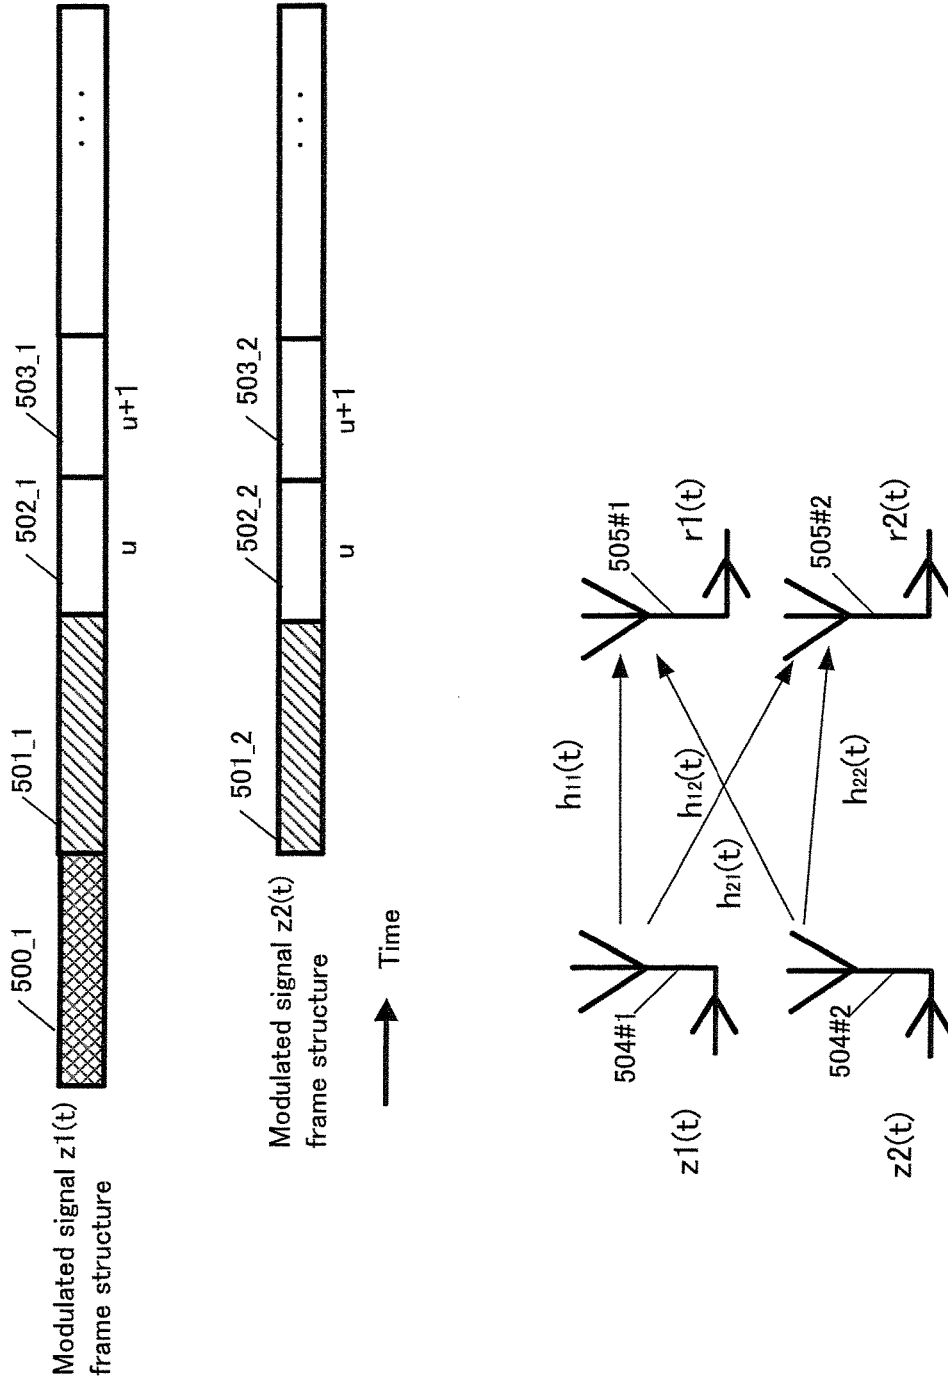 500_1
501_1
502_1
503_1
Modulated signal z1(t)
frame structure
u
u+1
. . .
501_2
502_2
503_2
Modulated signal z2(t)
frame structure
u
u+1
. . .
Time
504#1
z1(t)
h11(t)
505#1
r1(t)
h12(t)
h21(t)
504#2
z2(t)
h22(t)
505#2
r2(t)